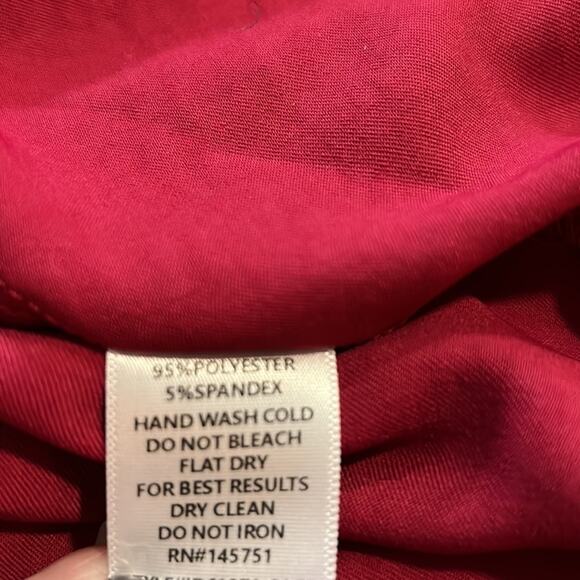 95%POLYESTER
5%SPANDEX
HAND WASH COLD
DO NOT BLEACH
FLAT DRY
FOR BEST RESULTS
DRY CLEAN
DO NOT IRON
RN#145751